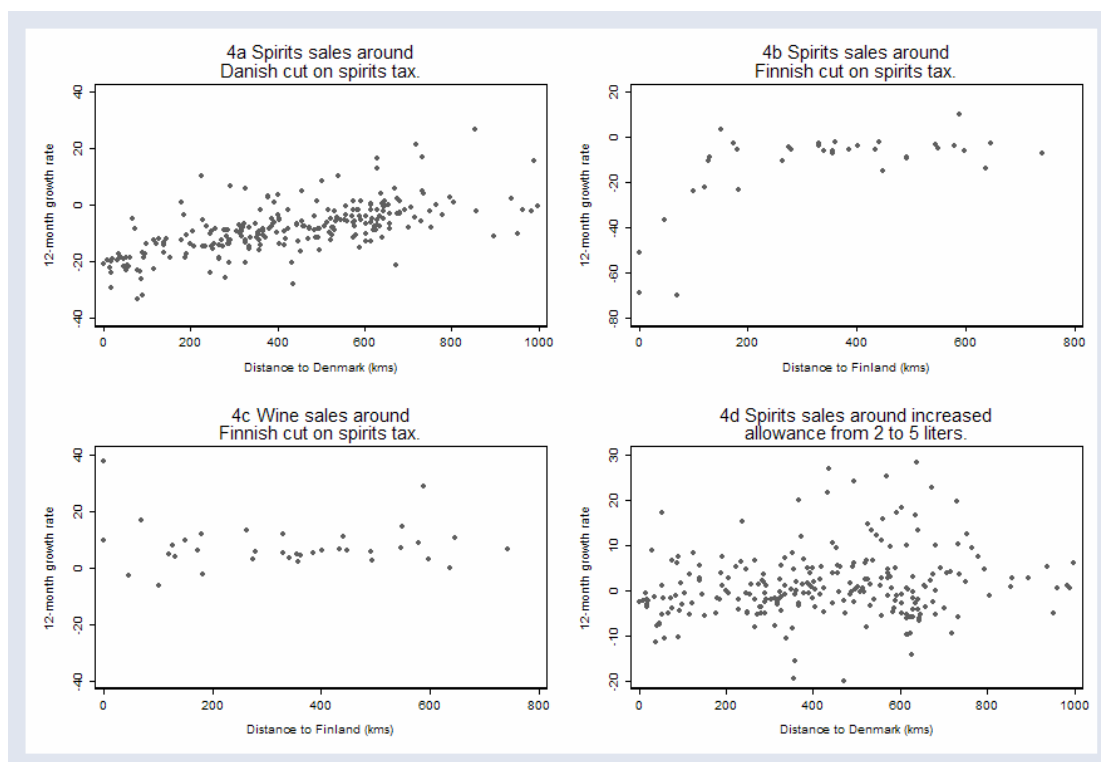 4a Spirits sales around
Danish cut on spirits tax.
12-month growth rate
40
20
0
-20
-40
0 200 400 600 800 1000
Distance to Denmark (kms)
4b Spirits sales around
Finnish cut on spirits tax.
12-month growth rate
20
0
-20
-40
-60
-80
0 200 400 600 800
Distance to Finland (kms)
4c Wine sales around
Finnish cut on spirits tax.
12-month growth rate
40
20
0
-20
-40
0 200 400 600 800
Distance to Finland (kms)
4d Spirits sales around increased
allowance from 2 to 5 liters.
12-month growth rate
30
20
10
0
-10
-20
0 200 400 600 800 1000
Distance to Denmark (kms)